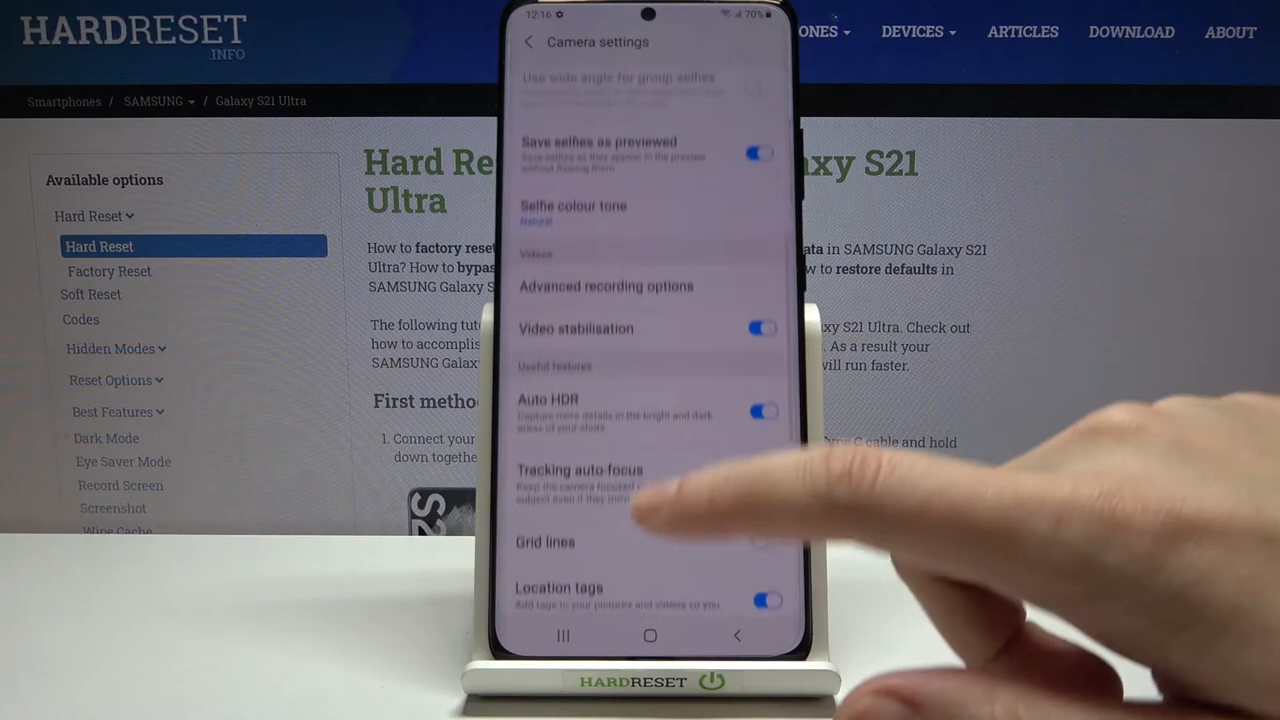 HARDRESET
.INFO
ONES
DEVICES
ARTICLES
DOWNLOAD
ABOUT
Smartphones / SAMSUNG / Galaxy S21 Ultra
Available options
Hard Reset
Hard Reset
Factory Reset
Soft Reset
Codes
Hidden Modes
Reset Options
Best Features
Dark Mode
Eye Saver Mode
Record Screen
Screenshot
Wipe Cache
Hard Re
axy S21
Ultra
How to factory reset
ata in SAMSUNG Galaxy S21
Ultra? How to bypas
w to restore defaults in
SAMSUNG Galaxy S
The following tut
xy S21 Ultra. Check out
how to accomplis
. As a result your
SAMSUNG Galax
vill run faster.
First metho
1. Connect your
C cable and hold
down togethe
S2
12:16
70%
Camera settings
Use wide angle for group selfies
Save selfies as previewed
Save selfies as they appear in the preview
without flipping them
Selfie colour tone
Natural
Videos
Advanced recording options
Video stabilisation
Useful features
Auto HDR
Capture more details in the bright and dark
areas of your shots
Tracking auto-focus
Keep the camera focused
subject even if they move
Grid lines
Location tags
Add tags to your pictures and videos so you
HARDRESET